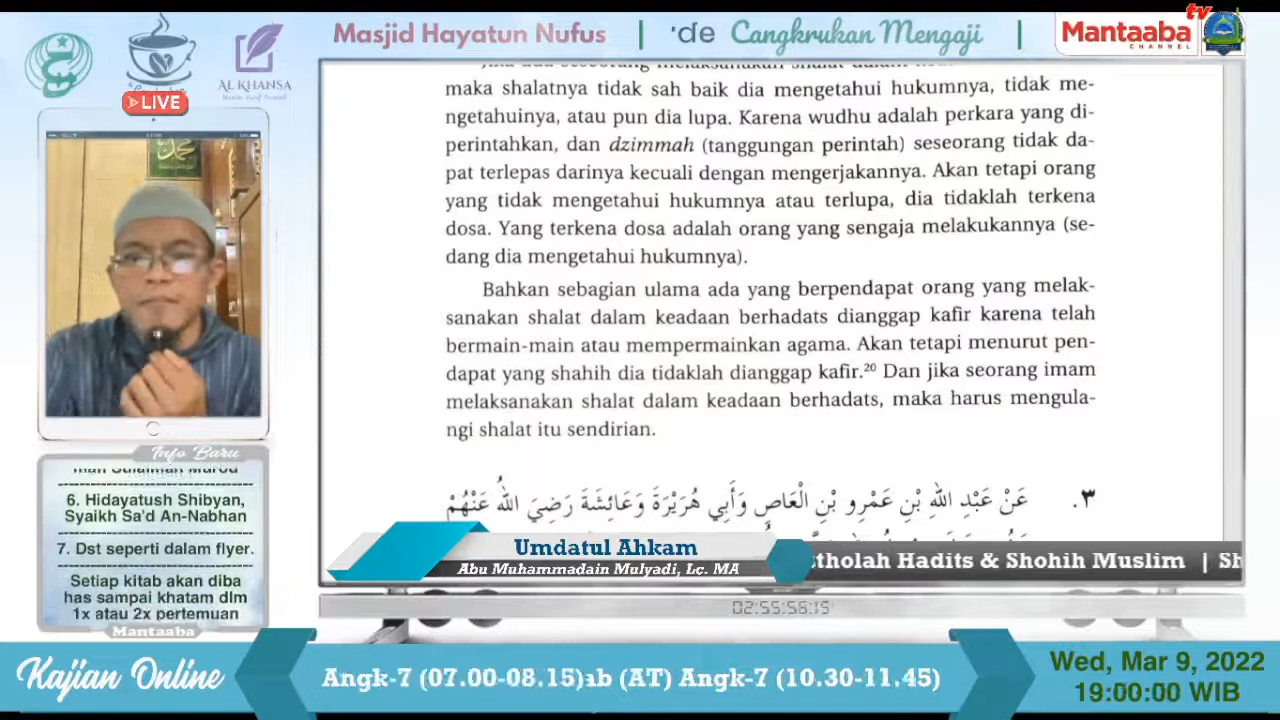 Masjid Hayatun Nufus | 'de Cangkrukan Mengaji |
tv
Mantaaba
CHANNEL
AL KHANSA
LIVE
maka shalatnya tidak sah baik dia mengetahui hukumnya, tidak me-
ngetahuinya, atau pun dia lupa. Karena wudhu adalah perkara yang di-
perintahkan, dan dzimmah (tanggungan perintah) seseorang tidak da-
pat terlepas darinya kecuali dengan mengerjakannya. Akan tetapi orang
yang tidak mengetahui hukumnya atau terlupa, dia tidaklah terkena
dosa. Yang terkena dosa adalah orang yang sengaja melakukannya (se-
dang dia mengetahui hukumnya).
Bahkan sebagian ulama ada yang berpendapat orang yang melak-
sanakan shalat dalam keadaan berhadats dianggap kafir karena telah
bermain-main atau mempermainkan agama. Akan tetapi menurut pen-
dapat yang shahih dia tidaklah dianggap kafir.²⁰ Dan jika seorang imam
melaksanakan shalat dalam keadaan berhadats, maka harus mengula-
ngi shalat itu sendirian.
٣. عَنْ عَبْدِ اللهِ بْنِ عَمْرِو بْنِ الْعَاصِ وَأَبِي هُرَيْرَةَ وَعَائِشَةَ رَضِيَ اللهُ عَنْهُمْ
Info Baru
Iman Sulaiman Murod
6. Hidayatush Shibyan,
Syaikh Sa'd An-Nabhan
7. Dst seperti dalam flyer.
Setiap kitab akan diba
has sampai khatam dlm
1x atau 2x pertemuan
Mantaaba
Umdatul Ahkam
Abu Muhammadain Mulyadi, Lc. MA
tholah Hadits & Shohih Muslim | Sh
02:55:56:15
Kajian Online
Angk-7 (07.00-08.15)ab (AT) Angk-7 (10.30-11.45)
Wed, Mar 9, 2022
19:00:00 WIB